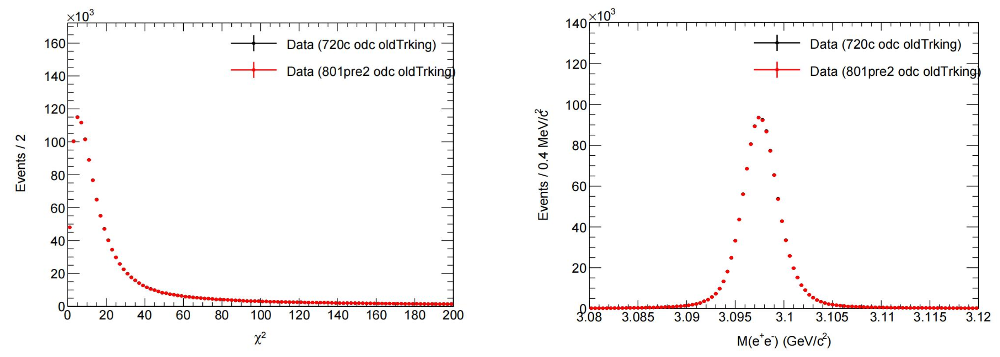 ×10³
160
140
120
100
80
60
40
20
0
Events / 2
Data (720c odc oldTrking)
Data (801pre2 odc oldTrking)
0 20 40 60 80 100 120 140 160 180 200
χ²
×10³
140
120
100
80
60
40
20
0
Events / 0.4 MeV/c²
Data (720c odc oldTrking)
Data (801pre2 odc oldTrking)
3.08 3.085 3.09 3.095 3.1 3.105 3.11 3.115 3.12
M(e⁺e⁻) (GeV/c²)